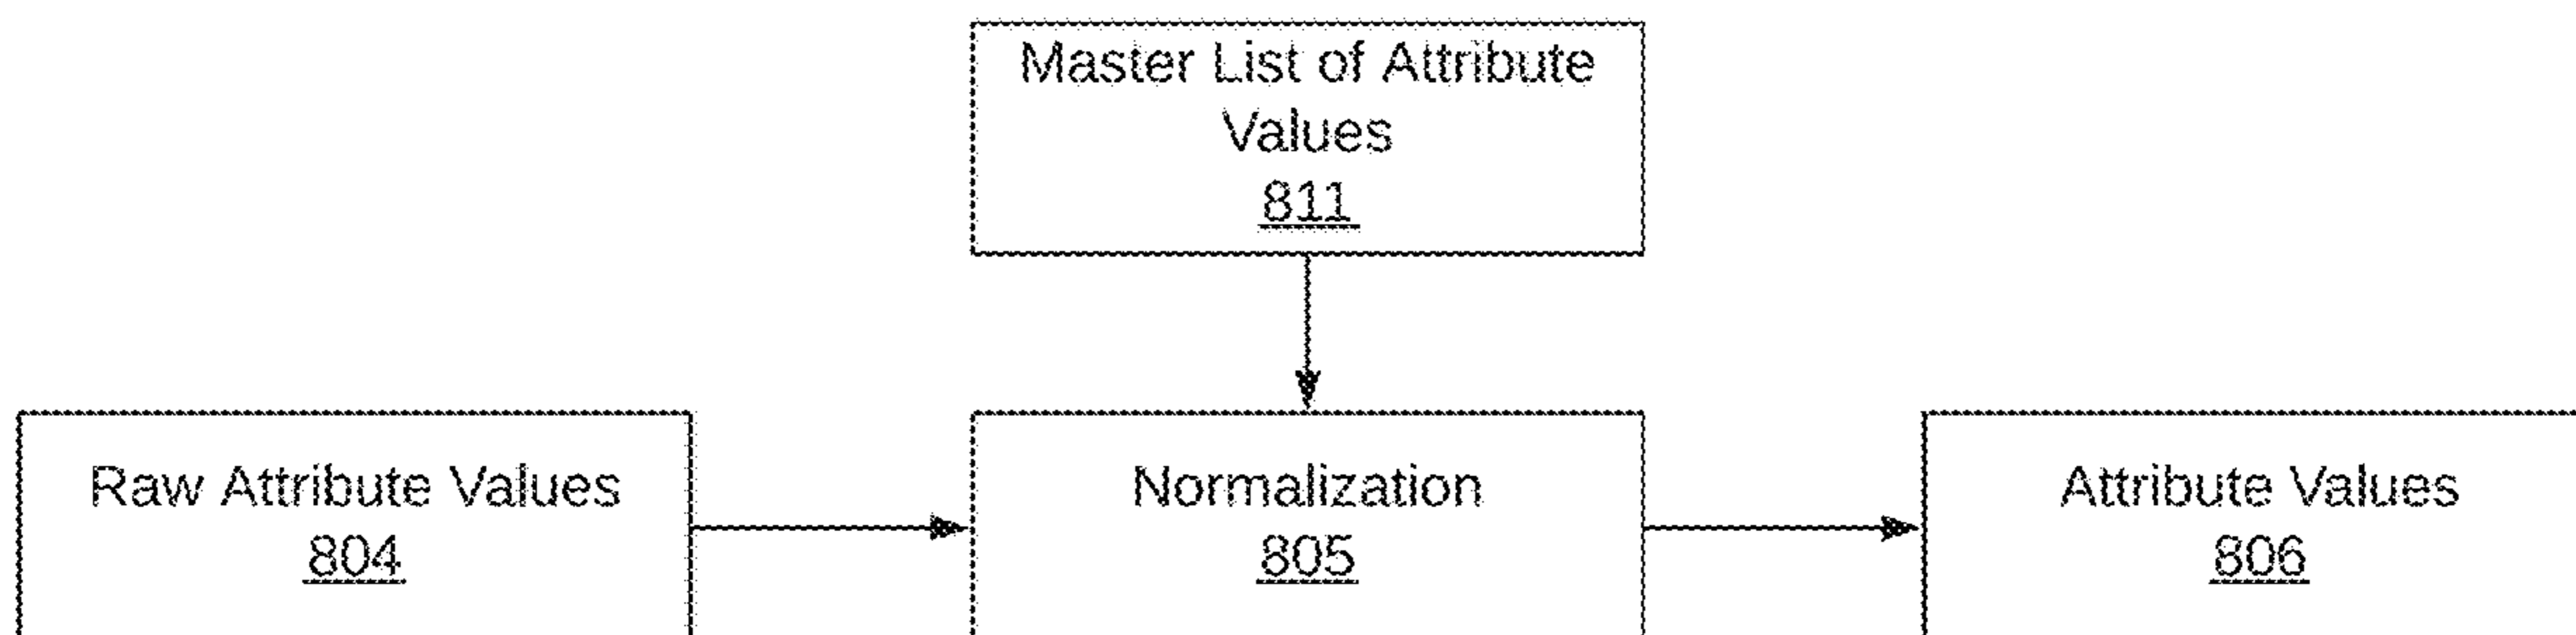 Master List of Attribute
Values
811
Raw Attribute Values
804
Normalization
805
Attribute Values
806